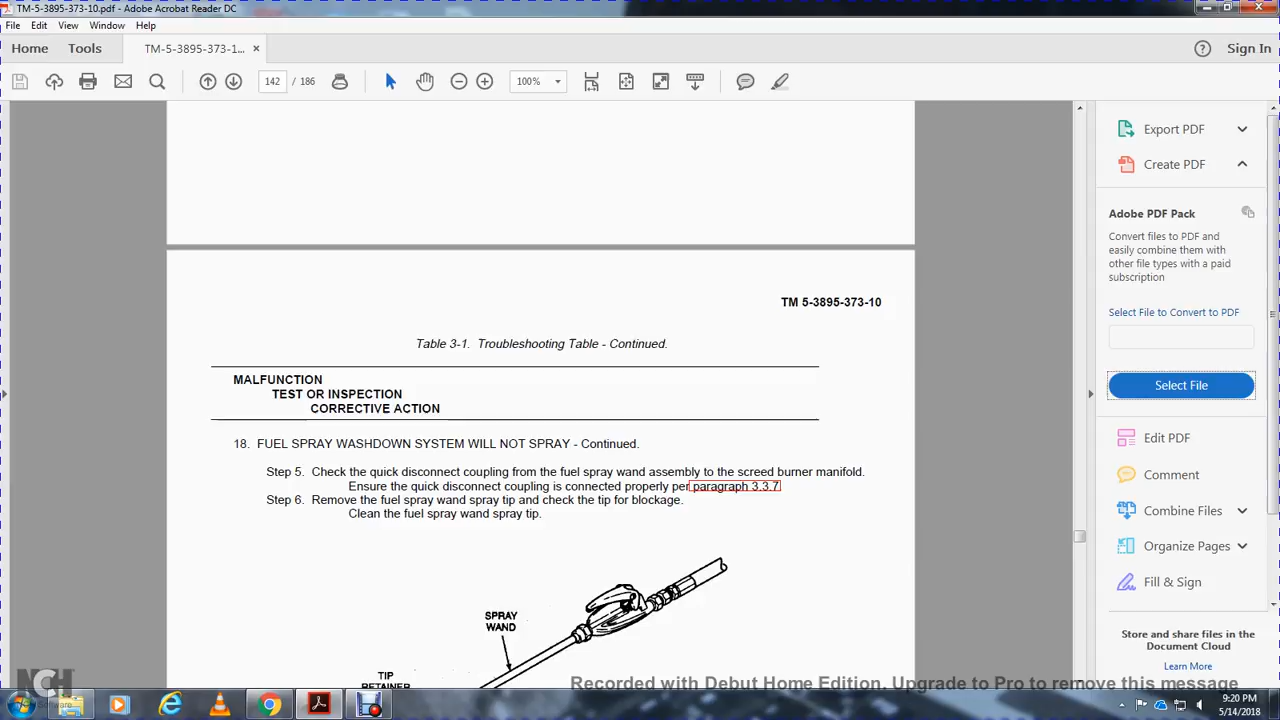 TM-5-3895-373-10.pdf - Adobe Acrobat Reader DC
File Edit View Window Help
Home Tools TM-5-3895-373-1... × Sign In
142 / 186 100%
Export PDF
Create PDF
Adobe PDF Pack
Convert files to PDF and
easily combine them with
other file types with a paid
subscription
Select File to Convert to PDF
Select File
Edit PDF
Comment
Combine Files
Organize Pages
Fill & Sign
Store and share files in the
Document Cloud
Learn More
TM 5-3895-373-10
Table 3-1. Troubleshooting Table - Continued.
MALFUNCTION
TEST OR INSPECTION
CORRECTIVE ACTION
18. FUEL SPRAY WASHDOWN SYSTEM WILL NOT SPRAY - Continued.
Step 5. Check the quick disconnect coupling from the fuel spray wand assembly to the screed burner manifold.
Ensure the quick disconnect coupling is connected properly per paragraph 3.3.7
Step 6. Remove the fuel spray wand spray tip and check the tip for blockage.
Clean the fuel spray wand spray tip.
SPRAY
WAND
TIP
RETAINER
NCH
Software
Recorded with Debut Home Edition. Upgrade to Pro to remove this message
9:20 PM
5/14/2018